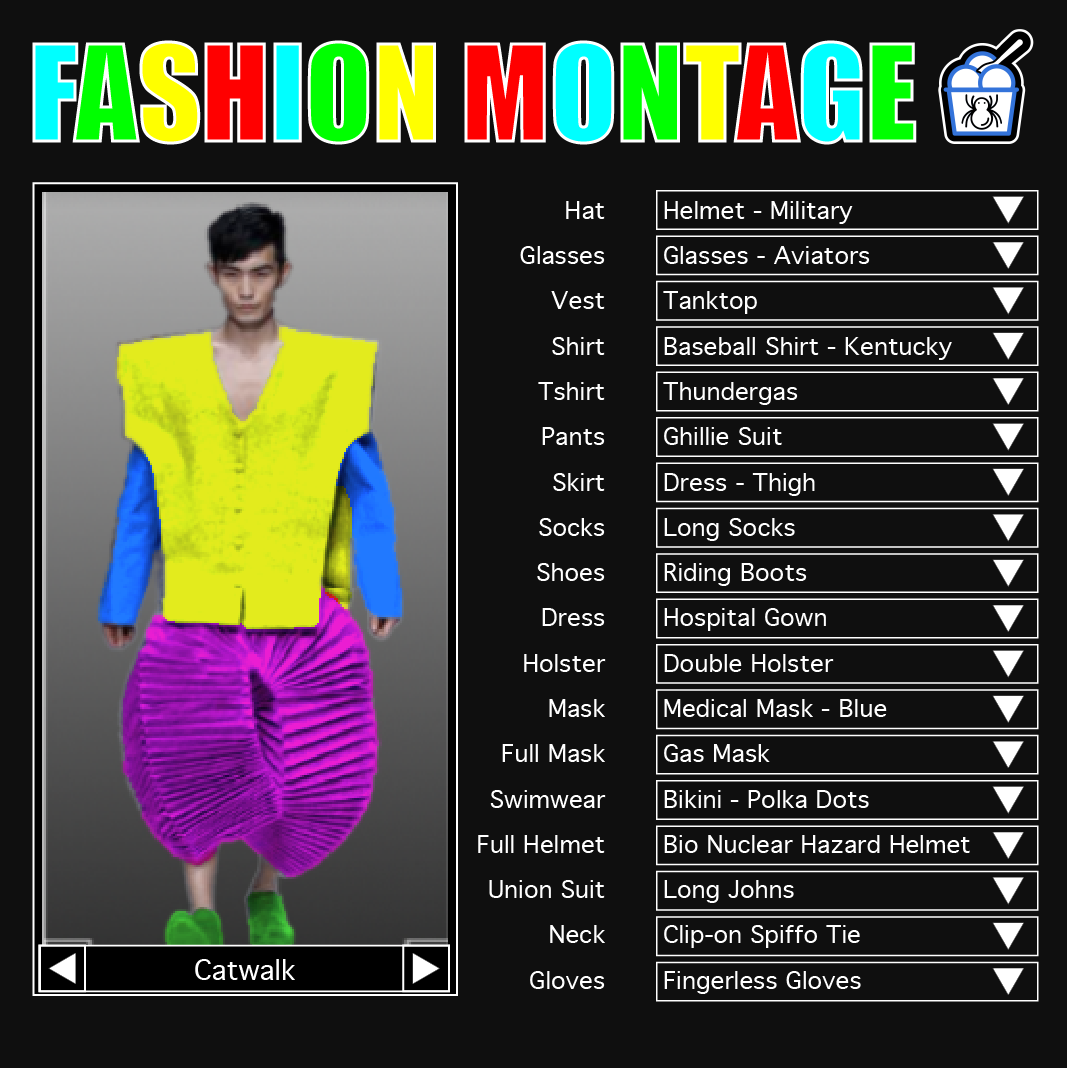 FASHION MONTAGE
Hat Helmet - Military
Glasses Glasses - Aviators
Vest Tanktop
Shirt Baseball Shirt - Kentucky
Tshirt Thundergas
Pants Ghillie Suit
Skirt Dress - Thigh
Socks Long Socks
Shoes Riding Boots
Dress Hospital Gown
Holster Double Holster
Mask Medical Mask - Blue
Full Mask Gas Mask
Swimwear Bikini - Polka Dots
Full Helmet Bio Nuclear Hazard Helmet
Union Suit Long Johns
Neck Clip-on Spiffo Tie
Gloves Fingerless Gloves
Catwalk